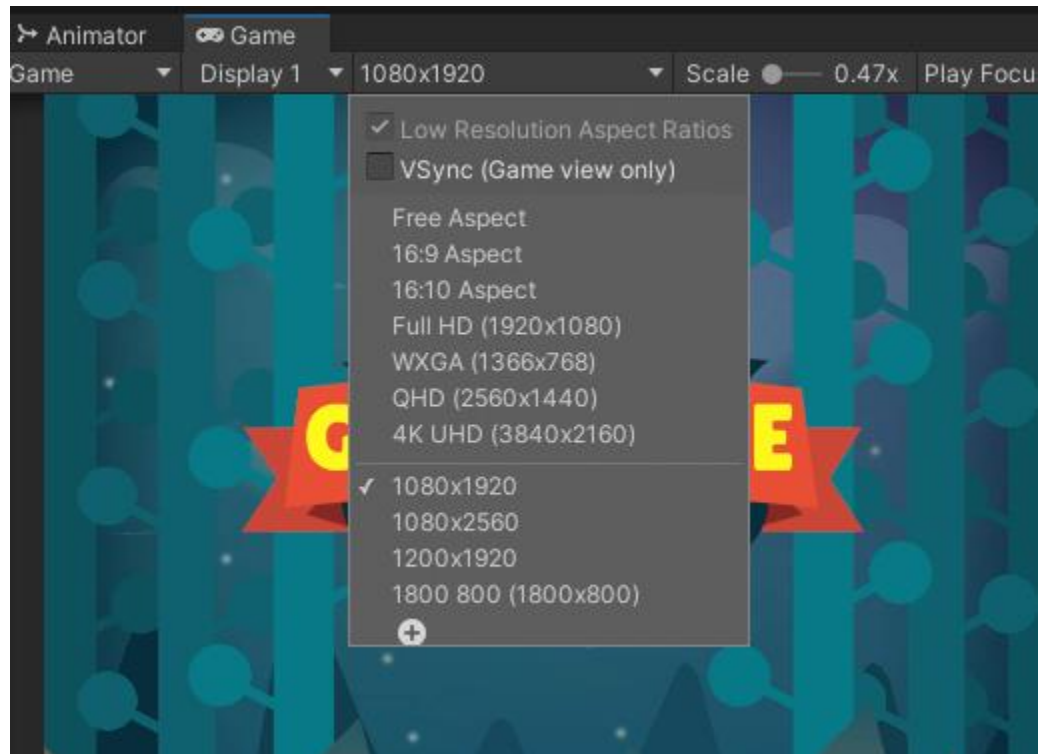 Animator Game
Game Display 1 1080x1920 Scale 0.47x Play Focu
Low Resolution Aspect Ratios
VSync (Game view only)
Free Aspect
16:9 Aspect
16:10 Aspect
Full HD (1920x1080)
WXGA (1366x768)
QHD (2560x1440)
4K UHD (3840x2160)
G E
1080x1920
1080x2560
1200x1920
1800 800 (1800x800)